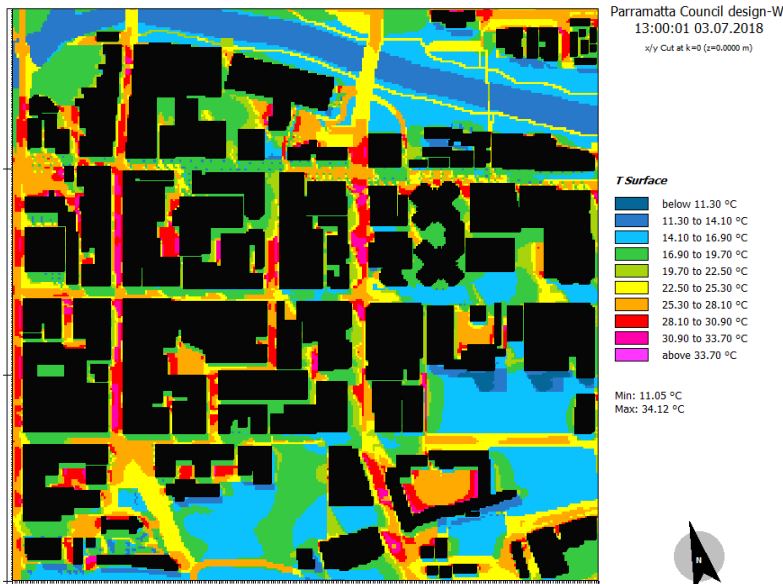 Parramatta Council design-W
13:00:01 03.07.2018
x/y Cut at k=0 (z=0.0000 m)
T Surface
below 11.30 °C
11.30 to 14.10 °C
14.10 to 16.90 °C
16.90 to 19.70 °C
19.70 to 22.50 °C
22.50 to 25.30 °C
25.30 to 28.10 °C
28.10 to 30.90 °C
30.90 to 33.70 °C
above 33.70 °C
Min: 11.05 °C
Max: 34.12 °C
N